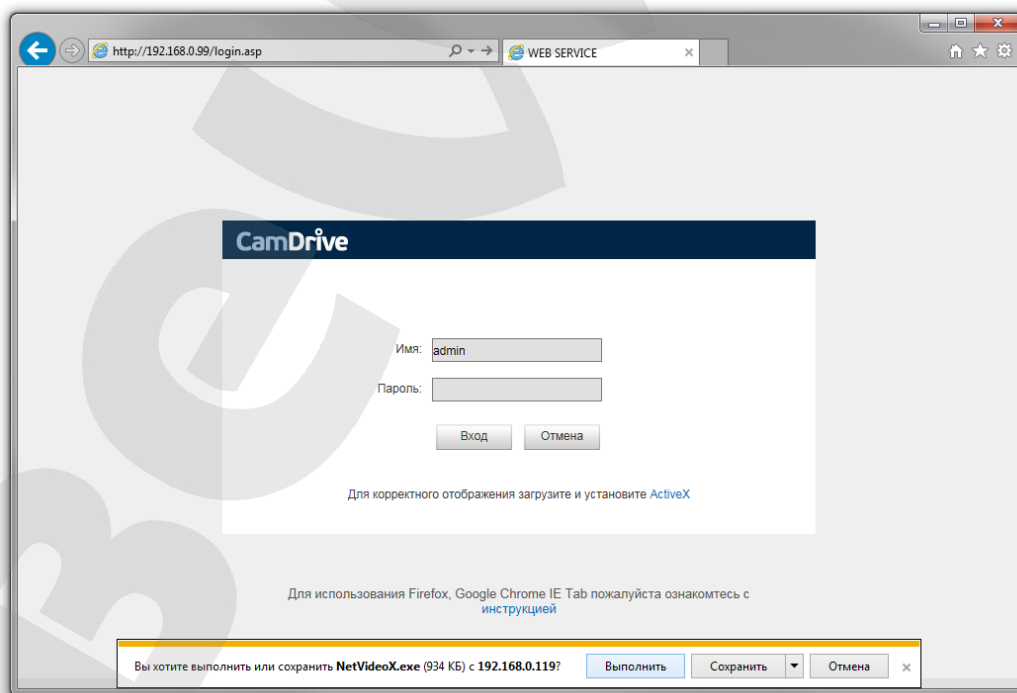 http://192.168.0.99/login.asp
WEB SERVICE
CamDrive
Имя: admin
Пароль:
Вход Отмена
Для корректного отображения загрузите и установите ActiveX
Для использования Firefox, Google Chrome IE Tab пожалуйста ознакомтесь с
инструкцией
Вы хотите выполнить или сохранить NetVideoX.exe (934 КБ) с 192.168.0.119? Выполнить Сохранить Отмена